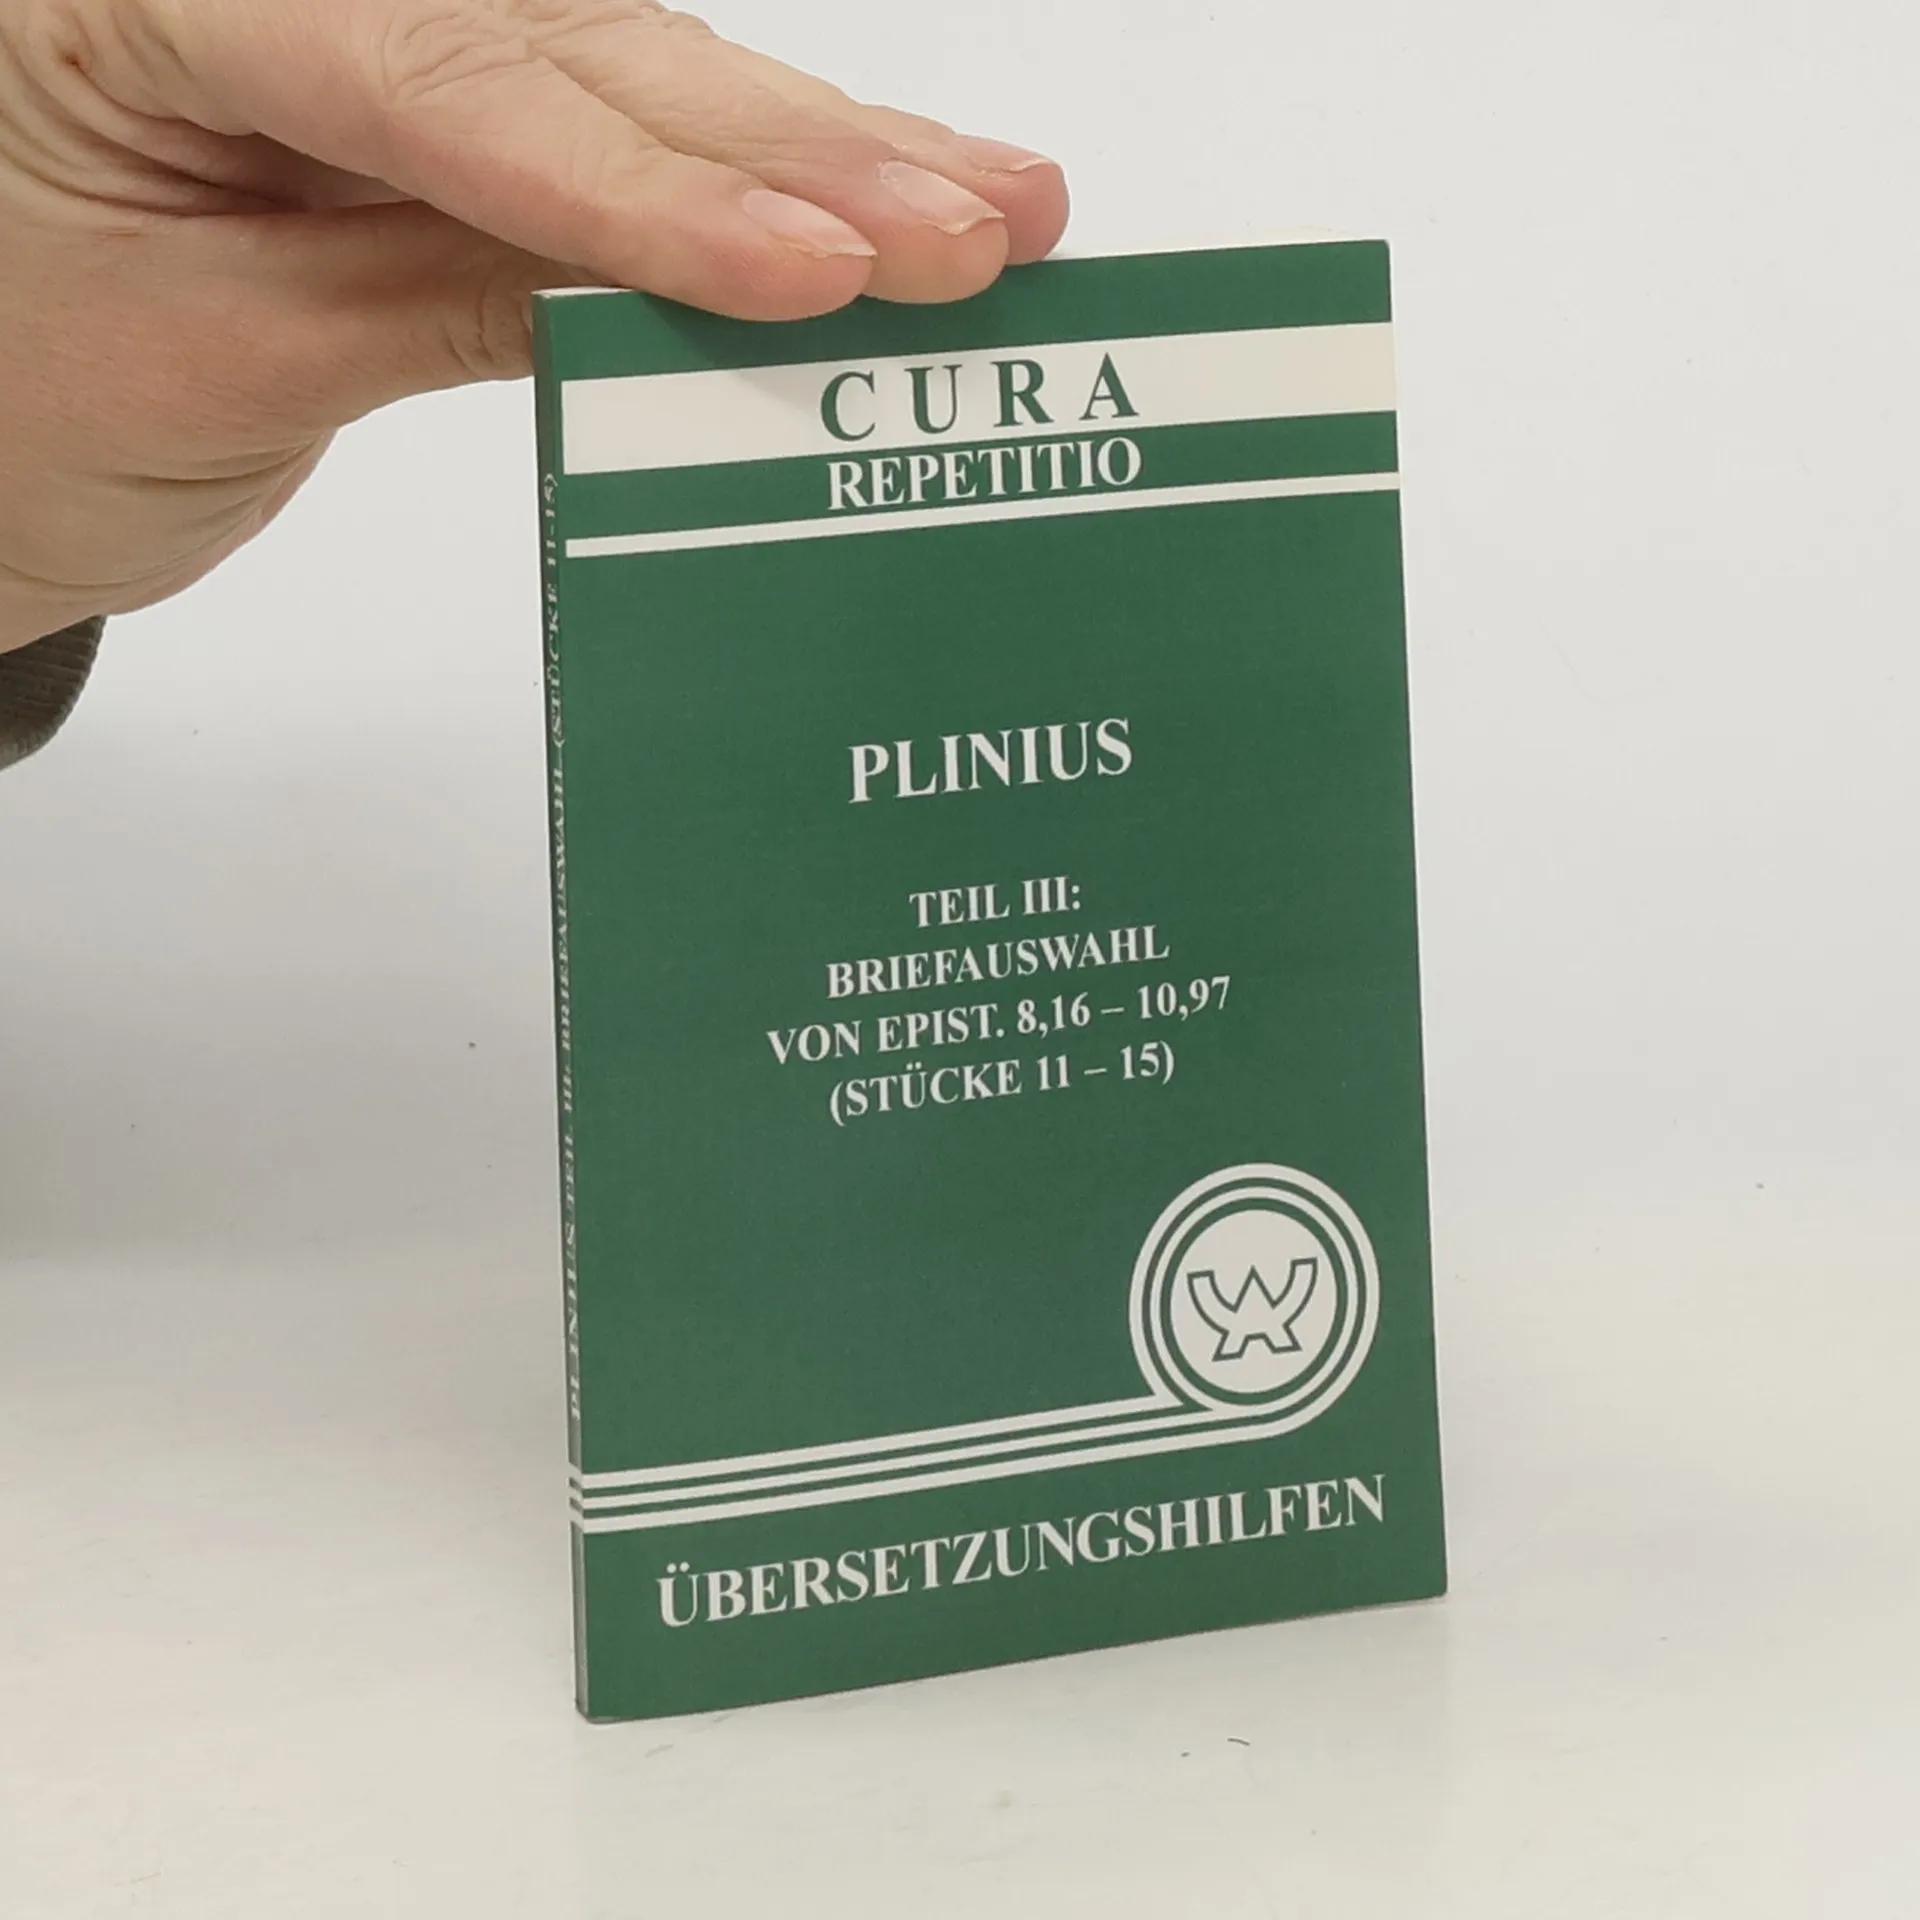 CURA
REPETITIO
PLINIUS
TEIL III:
BRIEFAUSWAHL
VON EPIST. 8,16 – 10,97
(STÜCKE 11 – 15)
ÜBERSETZUNGSHILFEN
PLINIUS TEIL III: BRIEFAUSWAHL (STÜCKE 11-15)